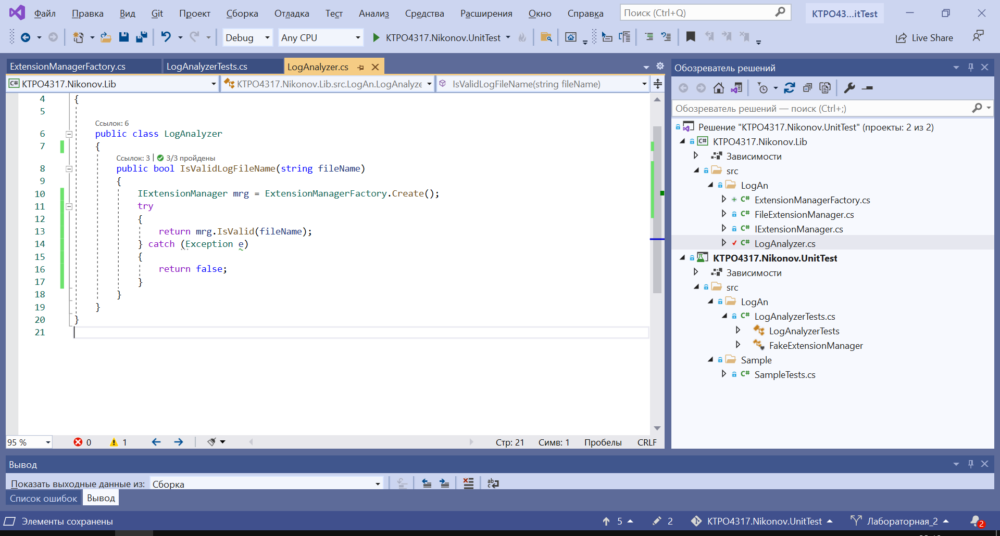 Файл Правка Вид Git Проект Сборка Отладка Тест Анализ Средства Расширения Окно Справка Поиск (Ctrl+Q) KTPO43...itTest
Debug Any CPU KTPO4317.Nikonov.UnitTest Live Share
ExtensionManagerFactory.cs LogAnalyzerTests.cs LogAnalyzer.cs
KTPO4317.Nikonov.Lib KTPO4317.Nikonov.Lib.src.LogAn.LogAnalyze IsValidLogFileName(string fileName)
4 {
5
Ссылок: 6
6 public class LogAnalyzer
7 {
Ссылок: 3 | 3/3 пройдены
8 public bool IsValidLogFileName(string fileName)
9 {
10 IExtensionManager mrg = ExtensionManagerFactory.Create();
11 try
12 {
13 return mrg.IsValid(fileName);
14 } catch (Exception e)
15 {
16 return false;
17 }
18 }
19 }
20 }
21
95 % 0 1 Стр: 21 Симв: 1 Пробелы CRLF
Обозреватель решений
Обозреватель решений — поиск (Ctrl+;)
Решение "KTPO4317.Nikonov.UnitTest" (проекты: 2 из 2)
C# KTPO4317.Nikonov.Lib
Зависимости
src
LogAn
C# ExtensionManagerFactory.cs
C# FileExtensionManager.cs
C# IExtensionManager.cs
C# LogAnalyzer.cs
KTPO4317.Nikonov.UnitTest
Зависимости
src
LogAn
C# LogAnalyzerTests.cs
LogAnalyzerTests
FakeExtensionManager
Sample
C# SampleTests.cs
Вывод
Показать выходные данные из: Сборка
Список ошибок Вывод
Элементы сохранены 5 2 KTPO4317.Nikonov.UnitTest Лабораторная_2 2